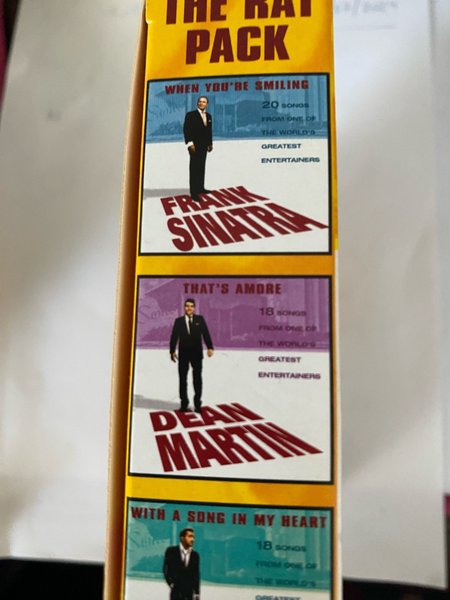 THE RAT
PACK
WHEN YOU'RE SMILING
20 SONGS
FROM ONE OF
THE WORLD'S
GREATEST
ENTERTAINERS
FRANK
SINATRA
THAT'S AMORE
18 SONGS
FROM ONE OF
THE WORLD'S
GREATEST
ENTERTAINERS
DEAN
MARTIN
WITH A SONG IN MY HEART
18 SONGS
FROM ONE OF
THE WORLD'S
GREATEST